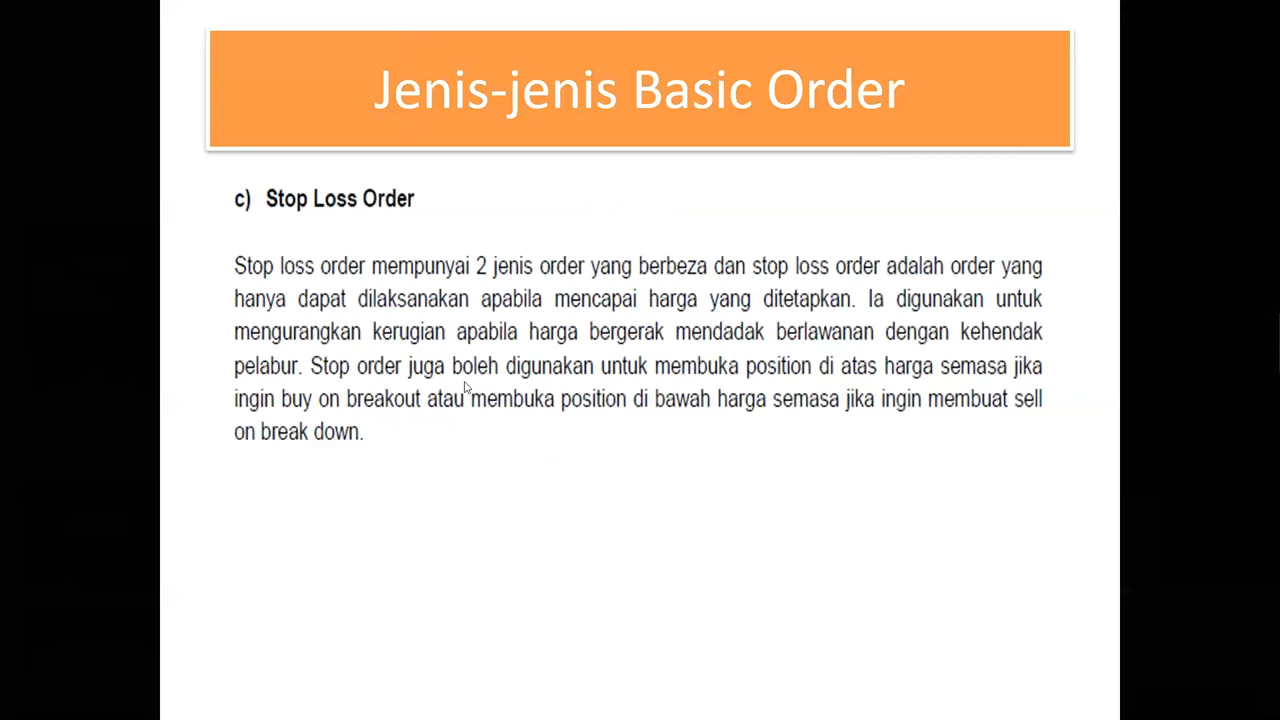 Jenis-jenis Basic Order
c) Stop Loss Order
Stop loss order mempunyai 2 jenis order yang berbeza dan stop loss order adalah order yang
hanya dapat dilaksanakan apabila mencapai harga yang ditetapkan. Ia digunakan untuk
mengurangkan kerugian apabila harga bergerak mendadak berlawanan dengan kehendak
pelabur. Stop order juga boleh digunakan untuk membuka position di atas harga semasa jika
ingin buy on breakout atau membuka position di bawah harga semasa jika ingin membuat sell
on break down.